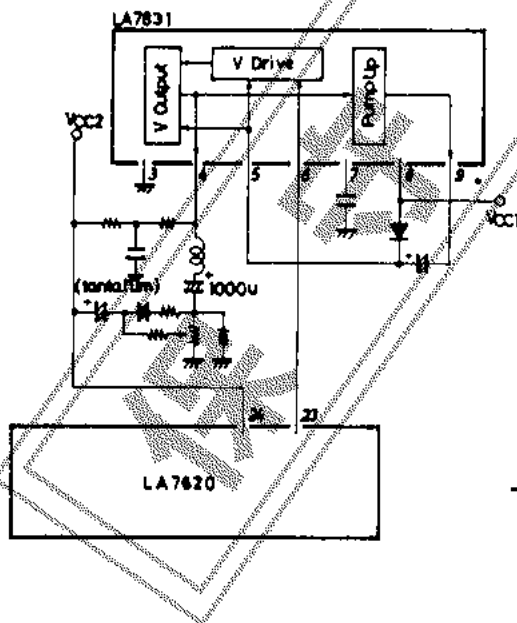 LA7831
V Drive
V Output
Pump Up
VCC2
3 4 5 6 7 8 9
VCC1
(tantalum)
1000u
24 23
LA7620